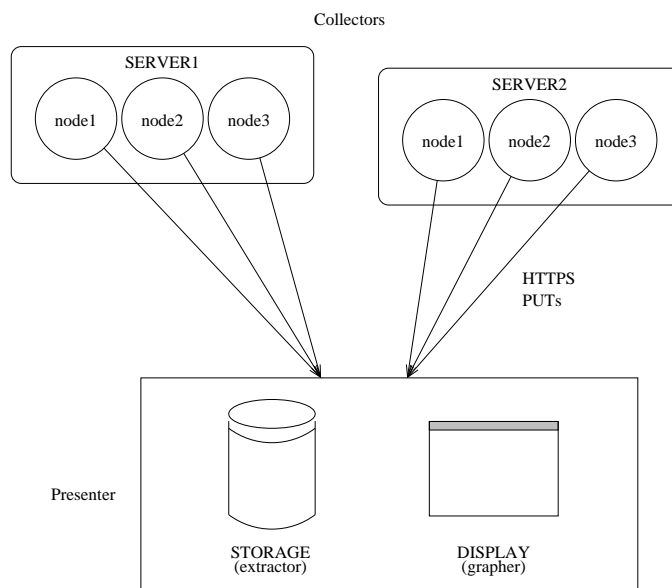 Collectors
SERVER1
node1 node2 node3
SERVER2
node1 node2 node3
HTTPS
PUTs
Presenter
STORAGE
(extractor)
DISPLAY
(grapher)